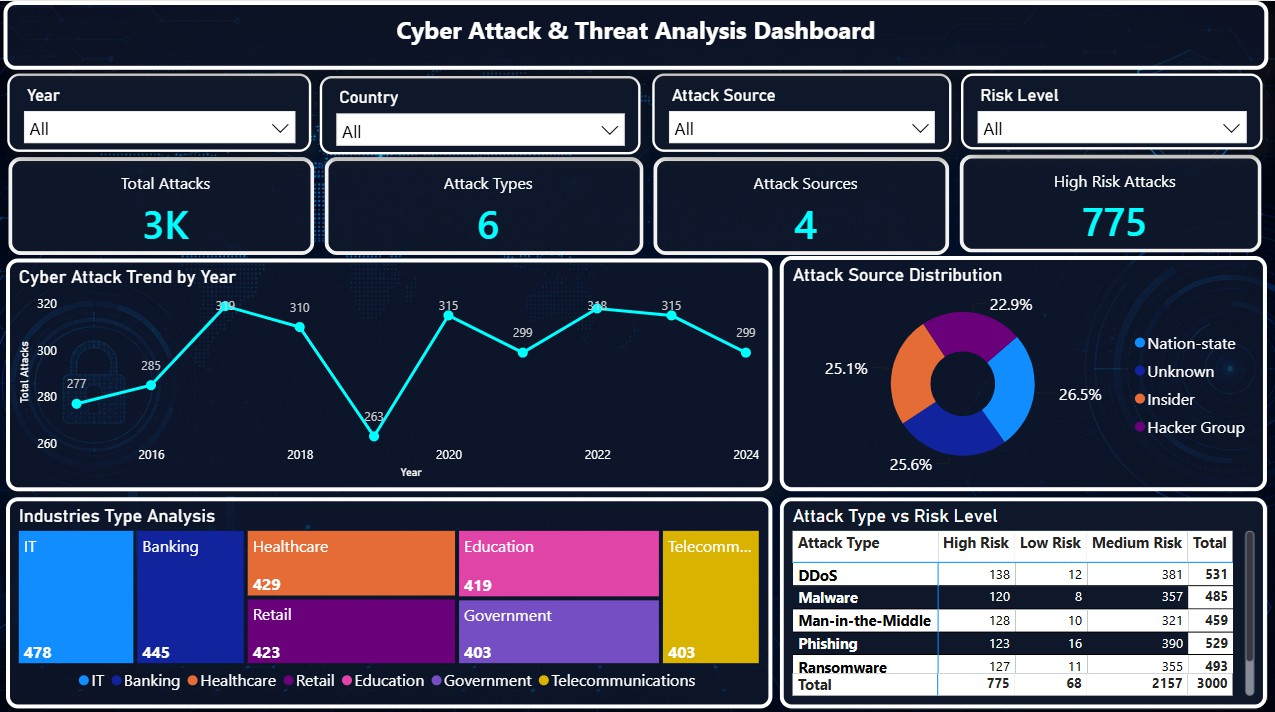 Cyber Attack & Threat Analysis Dashboard
Year
All
Country
All
Attack Source
All
Risk Level
All
Total Attacks
3K
Attack Types
6
Attack Sources
4
High Risk Attacks
775
Cyber Attack Trend by Year
Total Attacks
320
300
280
260
277
285
319
310
263
315
299
318
315
299
2016
2018
2020
2022
2024
Year
Attack Source Distribution
22.9%
25.1%
26.5%
25.6%
Nation-state
Unknown
Insider
Hacker Group
Industries Type Analysis
IT
478
Banking
445
Healthcare
429
Retail
423
Education
419
Government
403
Telecomm...
403
IT Banking Healthcare Retail Education Government Telecommunications
Attack Type vs Risk Level
Attack Type High Risk Low Risk Medium Risk Total
DDoS 138 12 381 531
Malware 120 8 357 485
Man-in-the-Middle 128 10 321 459
Phishing 123 16 390 529
Ransomware 127 11 355 493
Total 775 68 2157 3000